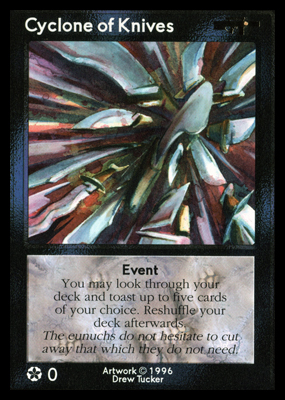 Cyclone of Knives
Event
You may look through your
deck and toast up to five cards
of your choice. Reshuffle your
deck afterwards.
The eunuchs do not hesitate to cut
away that which they do not need!
0
Artwork © 1996
Drew Tucker